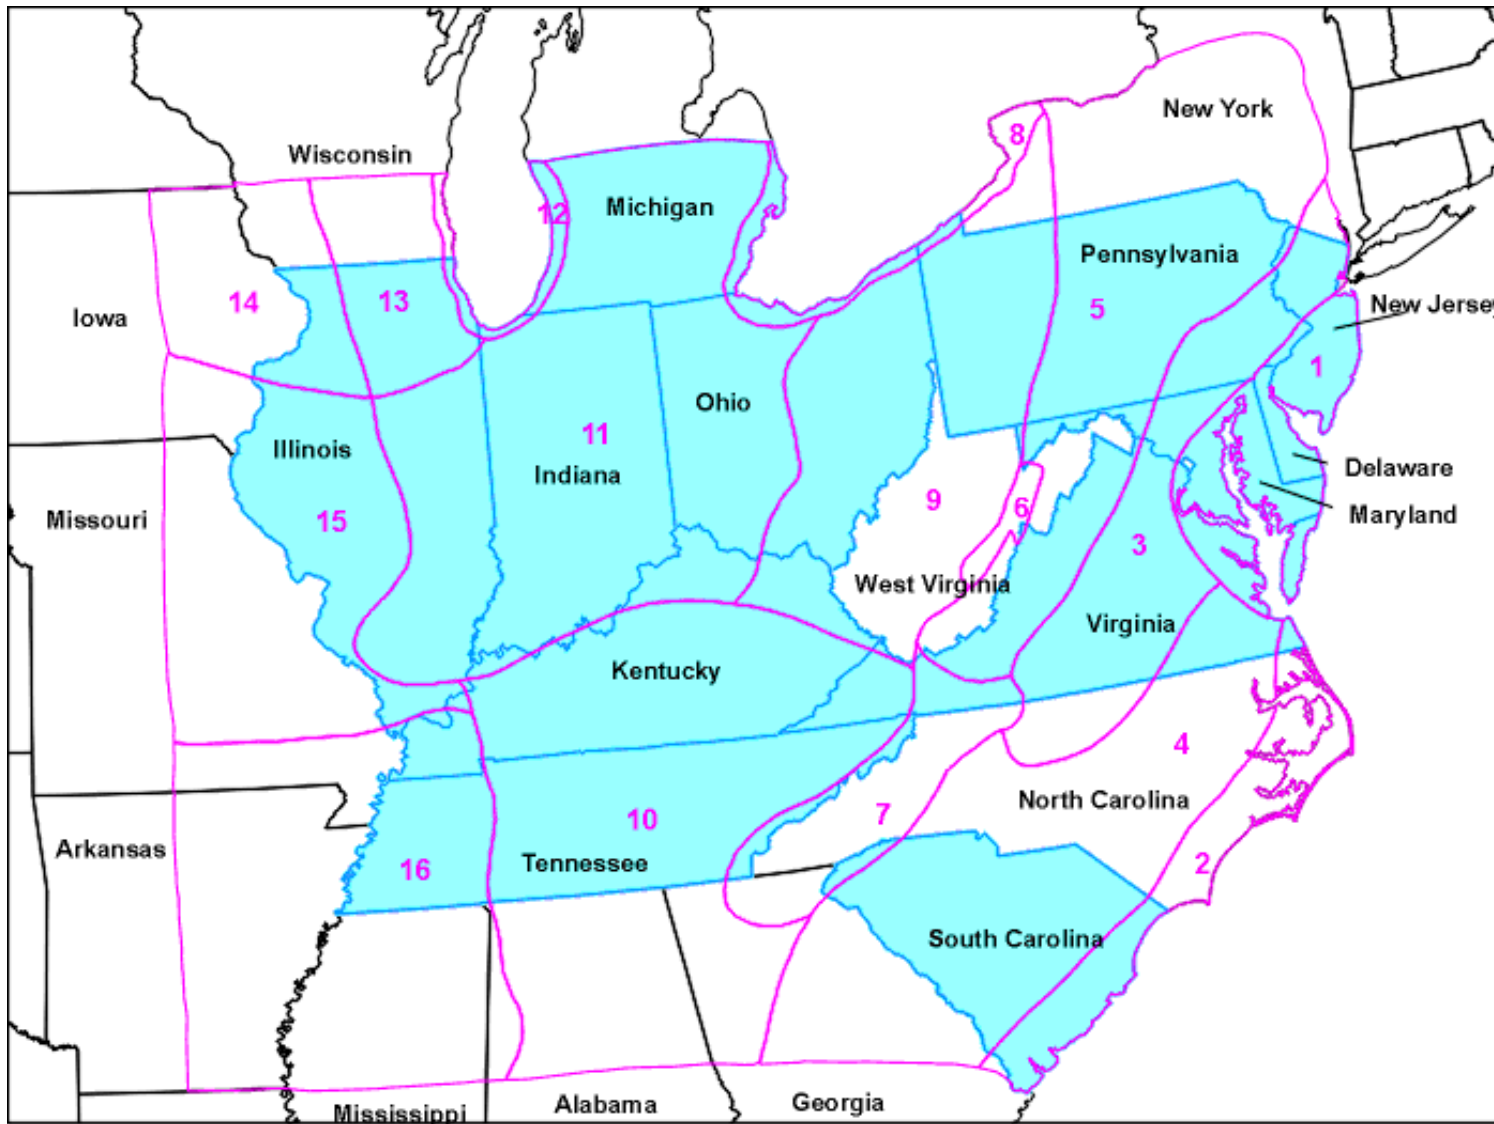 New York
8
Wisconsin
12
Michigan
Pennsylvania
14
13
5
New Jersey
Iowa
1
Ohio
11
Illinois
Indiana
Delaware
9
6
Maryland
Missouri
15
3
West Virginia
Virginia
Kentucky
4
North Carolina
7
10
Arkansas
16
Tennessee
2
South Carolina
Mississippi
Alabama
Georgia